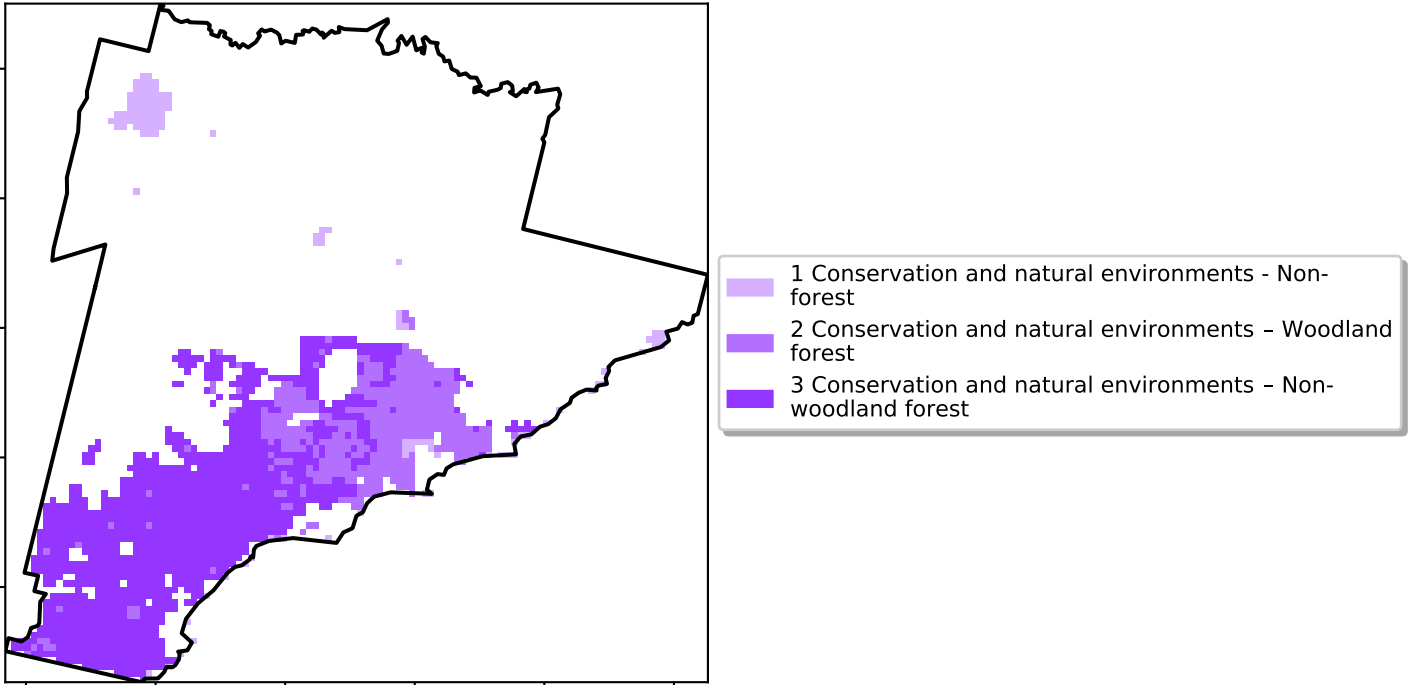 1 Conservation and natural environments - Non-
forest
2 Conservation and natural environments – Woodland
forest
3 Conservation and natural environments – Non-
woodland forest